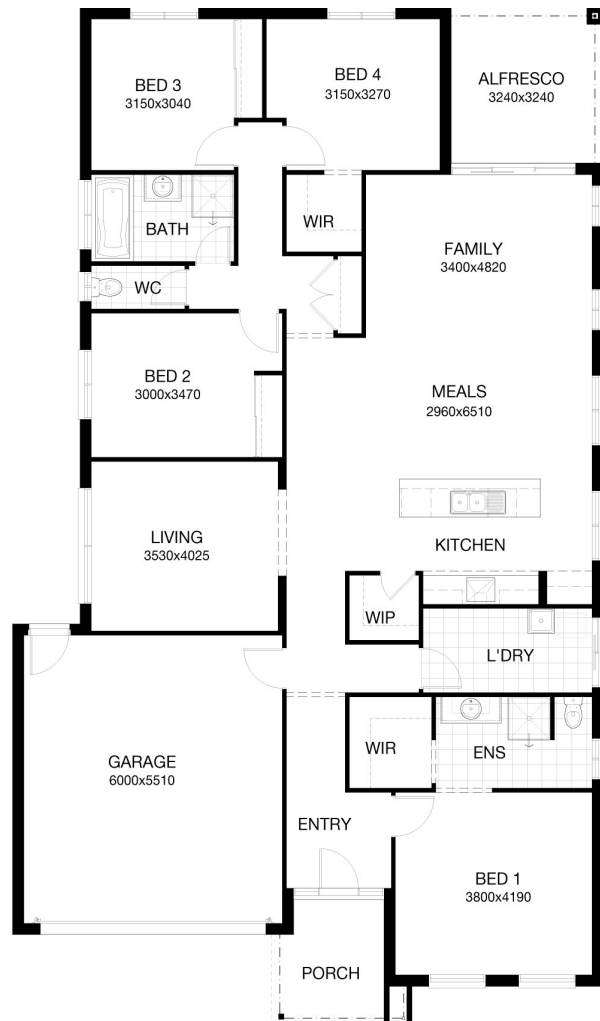 BED 3
3150x3040
BED 4
3150x3270
ALFRESCO
3240x3240
BATH
WIR
FAMILY
3400x4820
WC
BED 2
3000x3470
MEALS
2960x6510
LIVING
3530x4025
KITCHEN
WIP
L'DRY
GARAGE
6000x5510
WIR
ENS
ENTRY
BED 1
3800x4190
PORCH